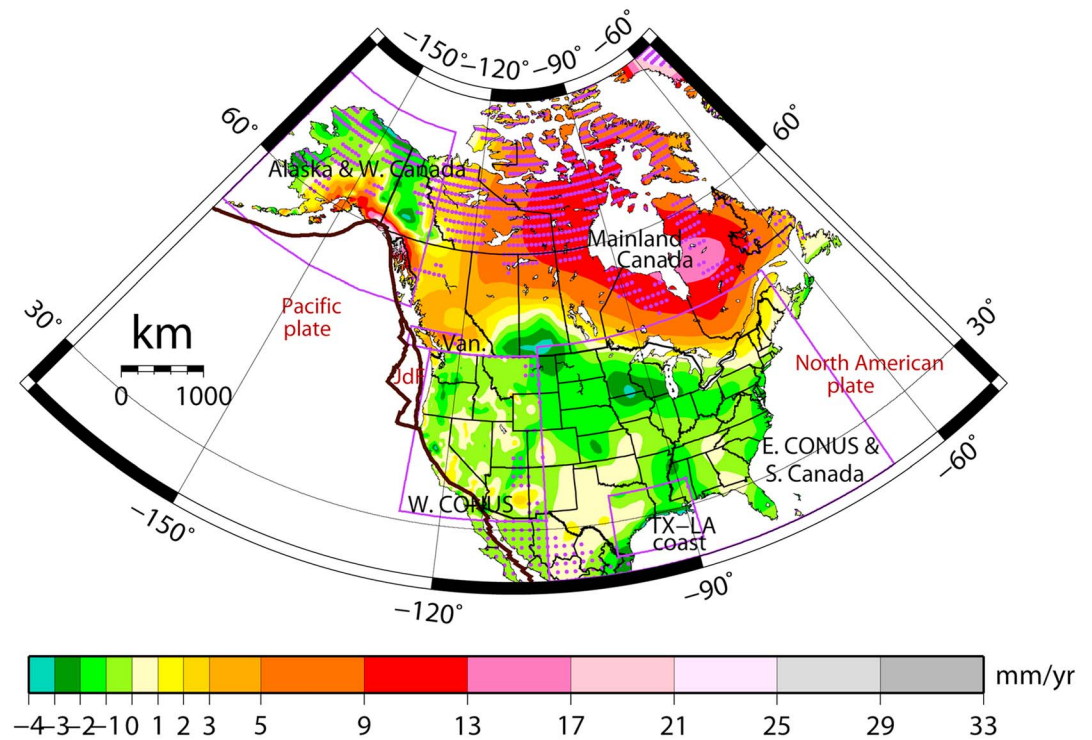 −150° −120° −90° −60°
60° 60°
Alaska & W. Canada
Mainland
Canada
Pacific
plate
30° 30°
km
Van.
JdF
North American
plate
0 1000
E. CONUS &
S. Canada
−60°
W. CONUS
TX−LA
coast
−150°
−120° −90°
mm/yr
−4 −3 −2 −1 0 1 2 3 5 9 13 17 21 25 29 33